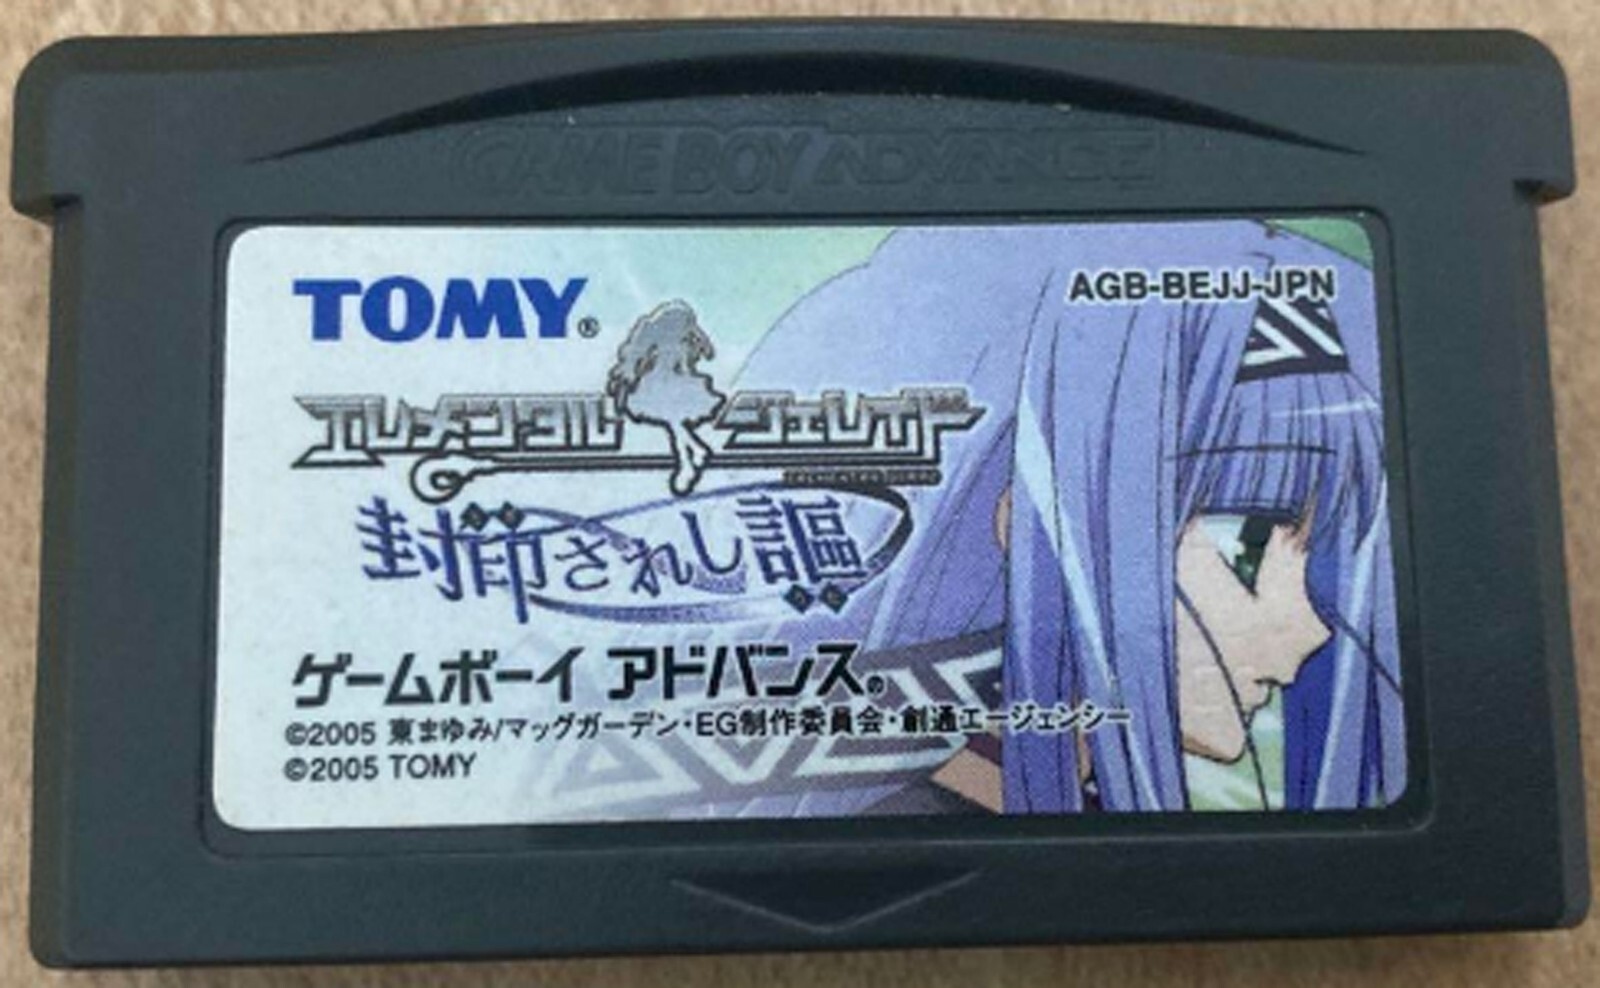 GAME BOY ADVANCE
TOMY®
AGB-BEJJ-JPN
エレメンタル ジェレイド
封印されし謳
ゲームボーイ アドバンス
©2005 東まゆみ/マッグガーデン・EG制作委員会・創通エージェンシー
©2005 TOMY